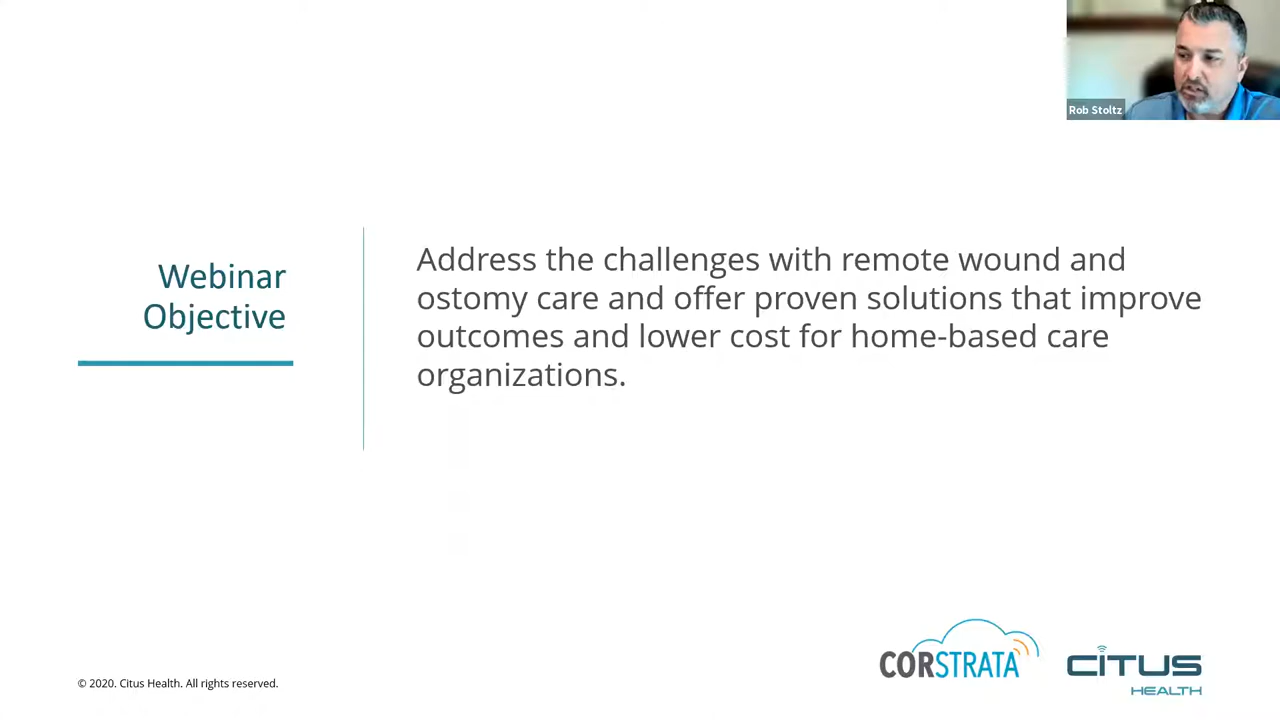 Rob Stoltz
Webinar
Objective
Address the challenges with remote wound and
ostomy care and offer proven solutions that improve
outcomes and lower cost for home-based care
organizations.
© 2020. Citus Health. All rights reserved.
CORSTRATA
CiTUS
HEALTH